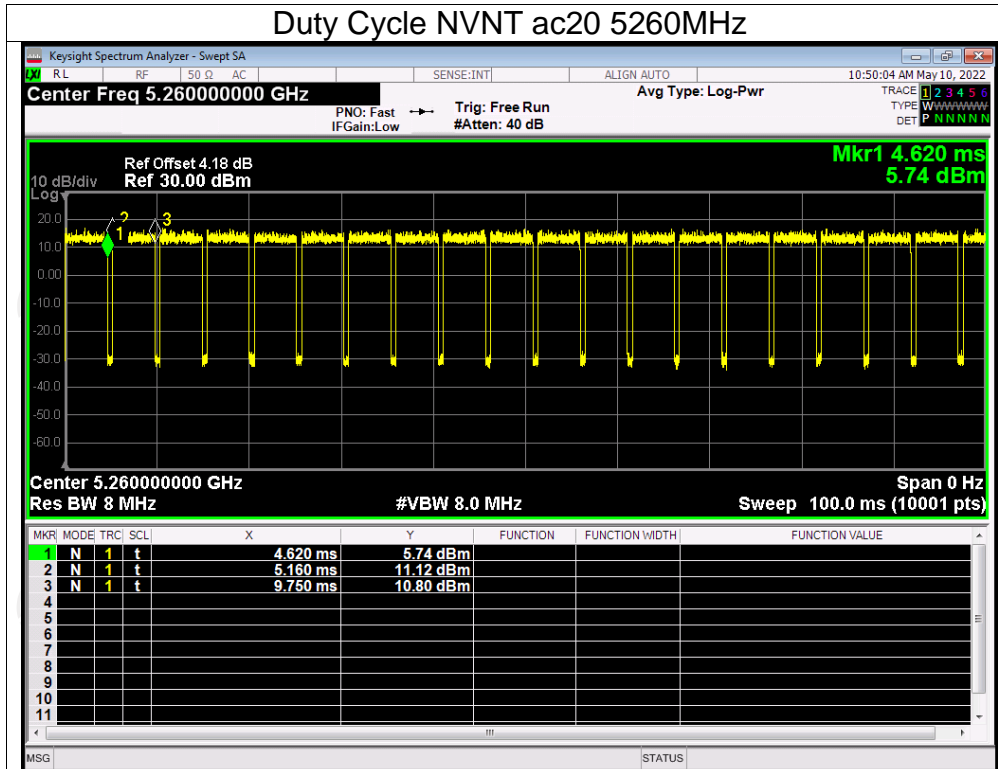 Duty Cycle NVNT ac20 5260MHz
Keysight Spectrum Analyzer - Swept SA
LXI RL RF 50 Ω AC SENSE:INT ALIGN AUTO 10:50:04 AM May 10, 2022
Center Freq 5.260000000 GHz Avg Type: Log-Pwr TRACE 1 2 3 4 5 6
PNO: Fast Trig: Free Run TYPE WWWWWW
IFGain:Low #Atten: 40 dB DET P N N N N N
Mkr1 4.620 ms
5.74 dBm
Ref Offset 4.18 dB
10 dB/div Ref 30.00 dBm
Log
2 3
1
20.0
10.0
0.00
-10.0
-20.0
-30.0
-40.0
-50.0
-60.0
Center 5.260000000 GHz Span 0 Hz
Res BW 8 MHz #VBW 8.0 MHz Sweep 100.0 ms (10001 pts)
MKR MODE TRC SCL X Y FUNCTION FUNCTION WIDTH FUNCTION VALUE
1 N 1 t 4.620 ms 5.74 dBm
2 N 1 t 5.160 ms 11.12 dBm
3 N 1 t 9.750 ms 10.80 dBm
4
5
6
7
8
9
10
11
MSG STATUS